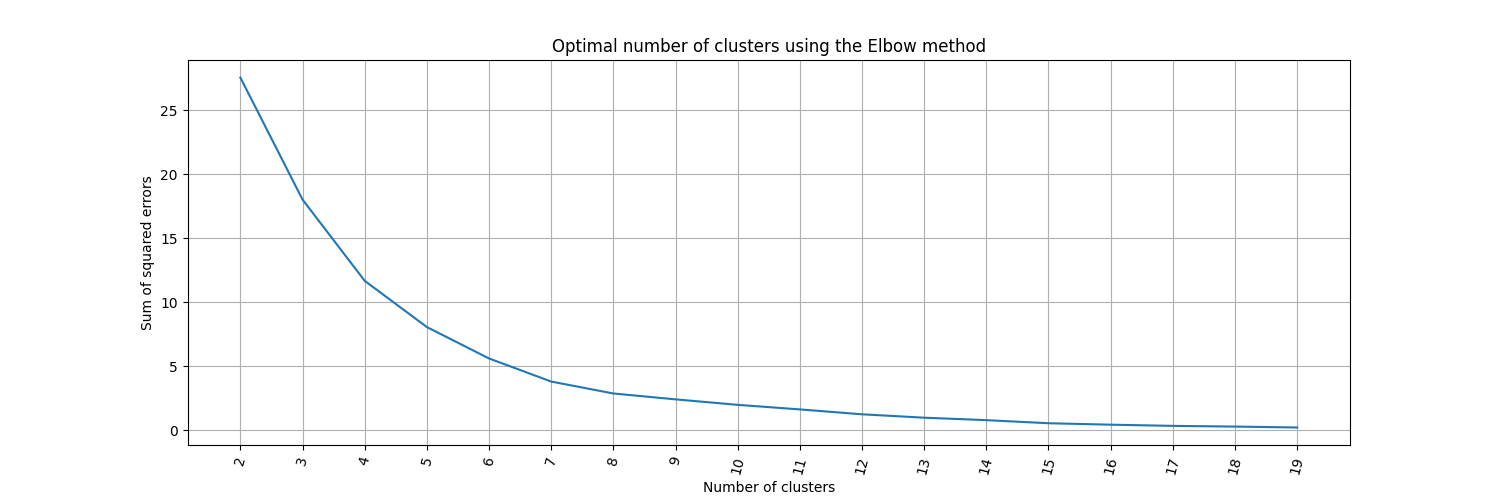 Optimal number of clusters using the Elbow method
Sum of squared errors
25
20
15
10
5
0
2 3 4 5 6 7 8 9 10 11 12 13 14 15 16 17 18 19
Number of clusters